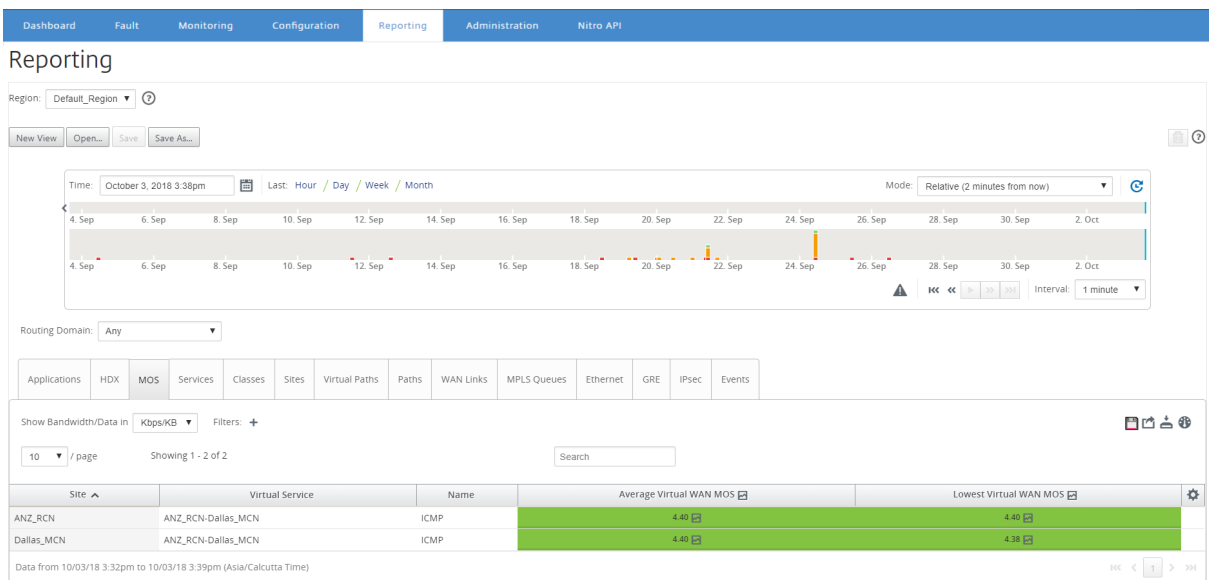 Dashboard Fault Monitoring Configuration Reporting Administration Nitro API
Reporting
Region: Default_Region ?
New View Open... Save Save As... ?
Time: October 3, 2018 3:38pm Last: Hour / Day / Week / Month Mode: Relative (2 minutes from now)
4. Sep 6. Sep 8. Sep 10. Sep 12. Sep 14. Sep 16. Sep 18. Sep 20. Sep 22. Sep 24. Sep 26. Sep 28. Sep 30. Sep 2. Oct
4. Sep 6. Sep 8. Sep 10. Sep 12. Sep 14. Sep 16. Sep 18. Sep 20. Sep 22. Sep 24. Sep 26. Sep 28. Sep 30. Sep 2. Oct
Interval: 1 minute
Routing Domain: Any
Applications HDX MOS Services Classes Sites Virtual Paths Paths WAN Links MPLS Queues Ethernet GRE IPsec Events
Show Bandwidth/Data in Kbps/KB Filters: +
10 / page Showing 1 - 2 of 2 Search
Site Virtual Service Name Average Virtual WAN MOS Lowest Virtual WAN MOS
ANZ_RCN ANZ_RCN-Dallas_MCN ICMP 4.40 4.40
Dallas_MCN ANZ_RCN-Dallas_MCN ICMP 4.40 4.38
Data from 10/03/18 3:32pm to 10/03/18 3:39pm (Asia/Calcutta Time) 1